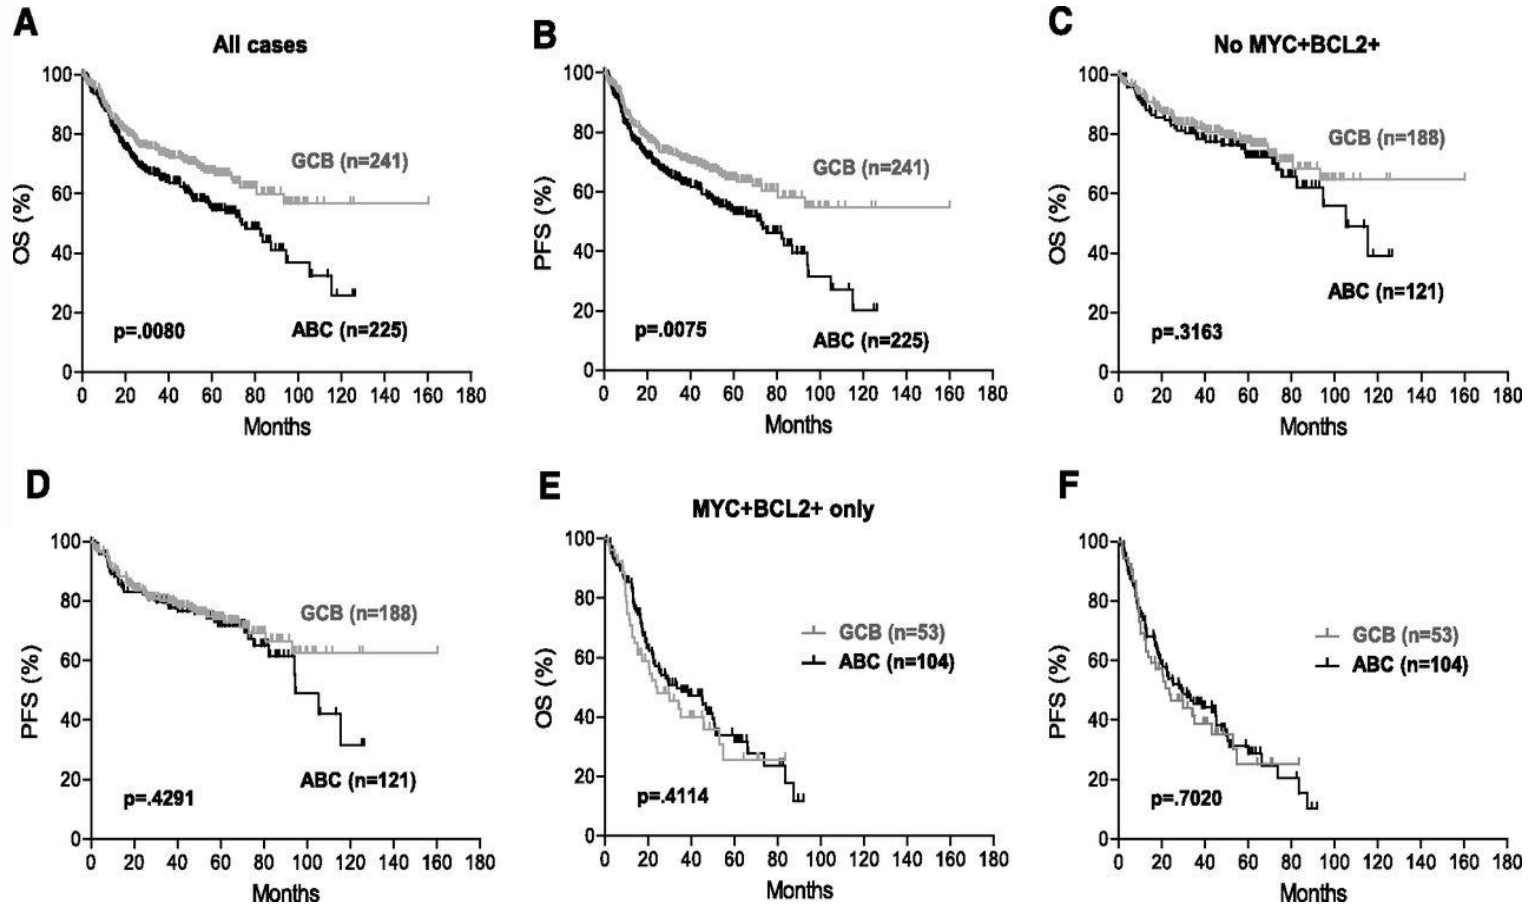 A
All cases
OS (%)
100
80
60
40
20
0
GCB (n=241)
ABC (n=225)
p=.0080
0 20 40 60 80 100 120 140 160 180
Months
B
PFS (%)
100
80
60
40
20
0
GCB (n=241)
ABC (n=225)
p=.0075
0 20 40 60 80 100 120 140 160 180
Months
C
No MYC+BCL2+
OS (%)
100
80
60
40
20
0
GCB (n=188)
ABC (n=121)
p=.3163
0 20 40 60 80 100 120 140 160 180
Months
D
PFS (%)
100
80
60
40
20
0
GCB (n=188)
ABC (n=121)
p=.4291
0 20 40 60 80 100 120 140 160 180
Months
E
MYC+BCL2+ only
OS (%)
100
80
60
40
20
0
GCB (n=53)
ABC (n=104)
p=.4114
0 20 40 60 80 100 120 140 160 180
Months
F
PFS (%)
100
80
60
40
20
0
GCB (n=53)
ABC (n=104)
p=.7020
0 20 40 60 80 100 120 140 160 180
Months